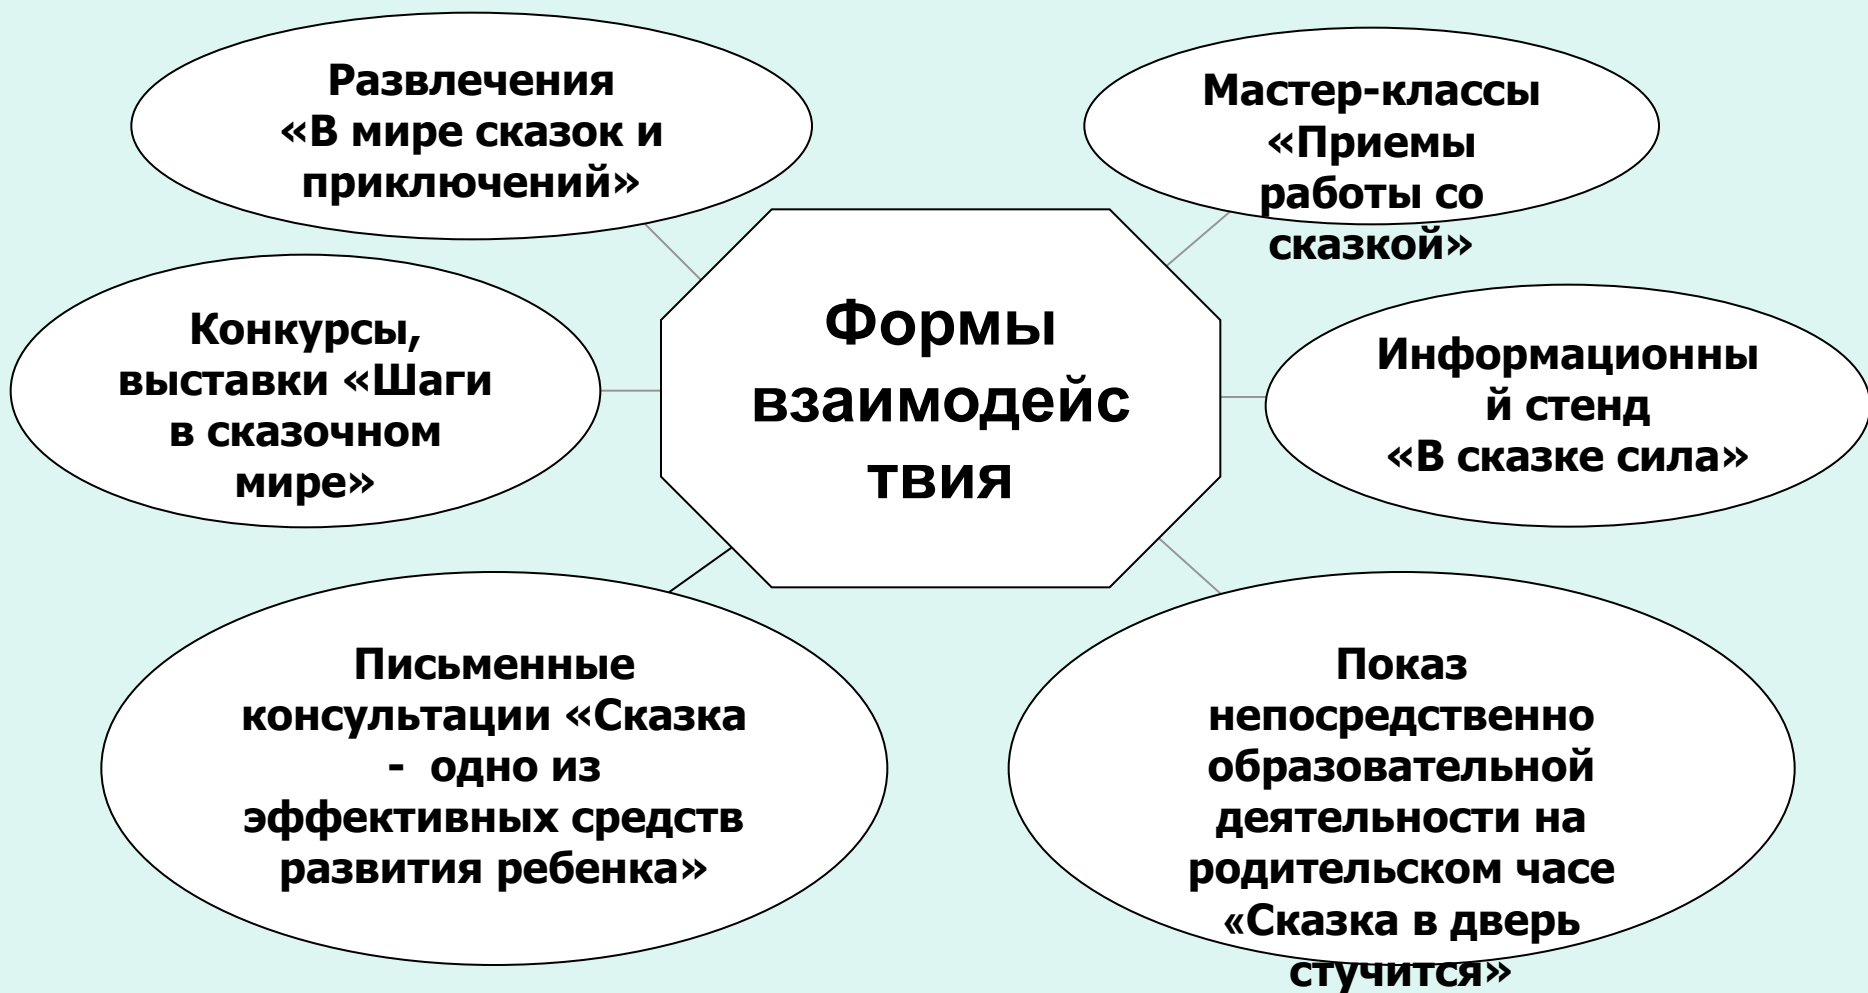 Развлечения
«В мире сказок и
приключений»
Мастер-классы
«Приемы
работы со
сказкой»
Конкурсы,
выставки «Шаги
в сказочном
мире»
Формы
взаимодейс
твия
Информационны
й стенд
«В сказке сила»
Письменные
консультации «Сказка
- одно из
эффективных средств
развития ребенка»
Показ
непосредственно
образовательной
деятельности на
родительском часе
«Сказка в дверь
стучится»